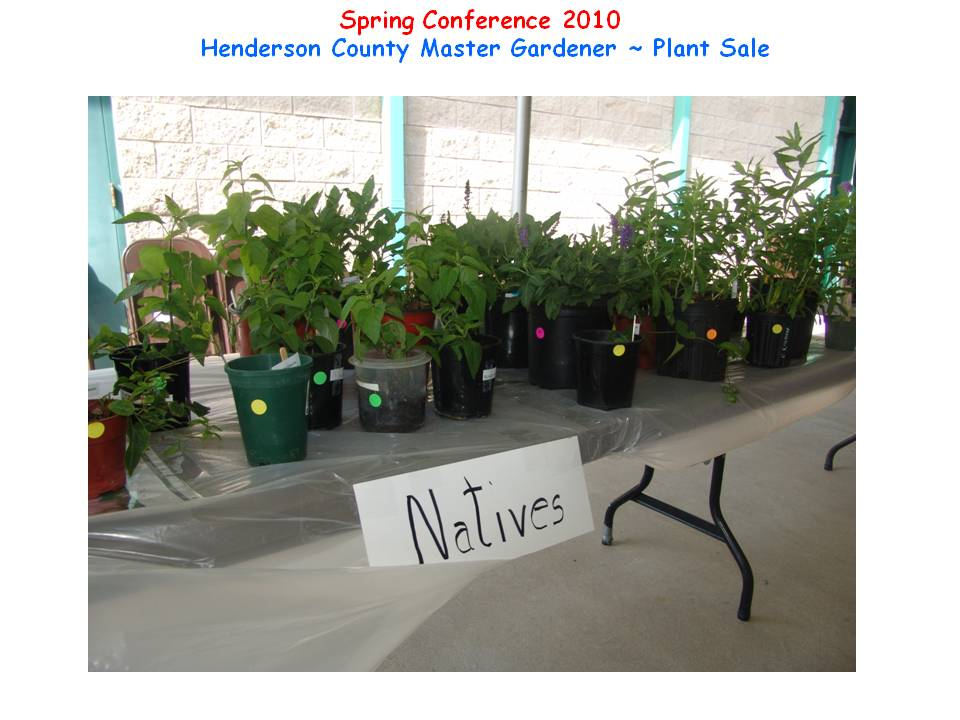 Spring Conference 2010
Henderson County Master Gardener ~ Plant Sale
Natives